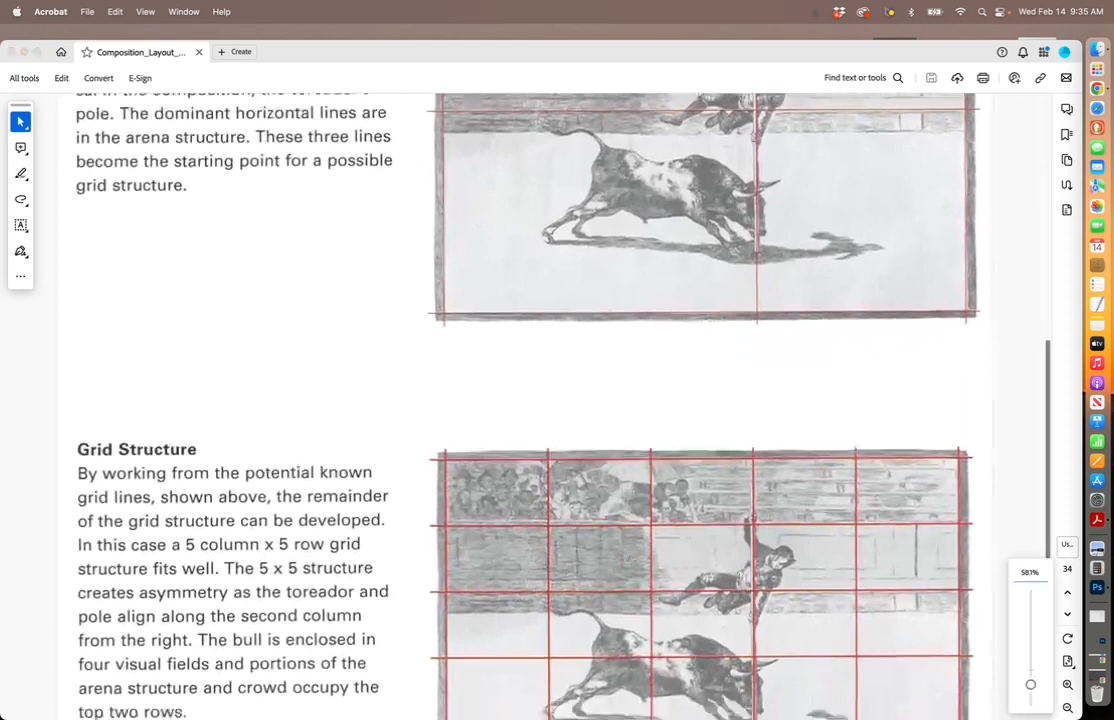 Acrobat File Edit View Window Help
Wed Feb 14 9:35 AM
Composition_Layout_...
+ Create
All tools Edit Convert E-Sign
Find text or tools
pole. The dominant horizontal lines are
in the arena structure. These three lines
become the starting point for a possible
grid structure.
Grid Structure
By working from the potential known
grid lines, shown above, the remainder
of the grid structure can be developed.
In this case a 5 column x 5 row grid
structure fits well. The 5 x 5 structure
creates asymmetry as the toreador and
pole align along the second column
from the right. The bull is enclosed in
four visual fields and portions of the
arena structure and crowd occupy the
top two rows.
Us...
34
58.1%
14
tv
Ps